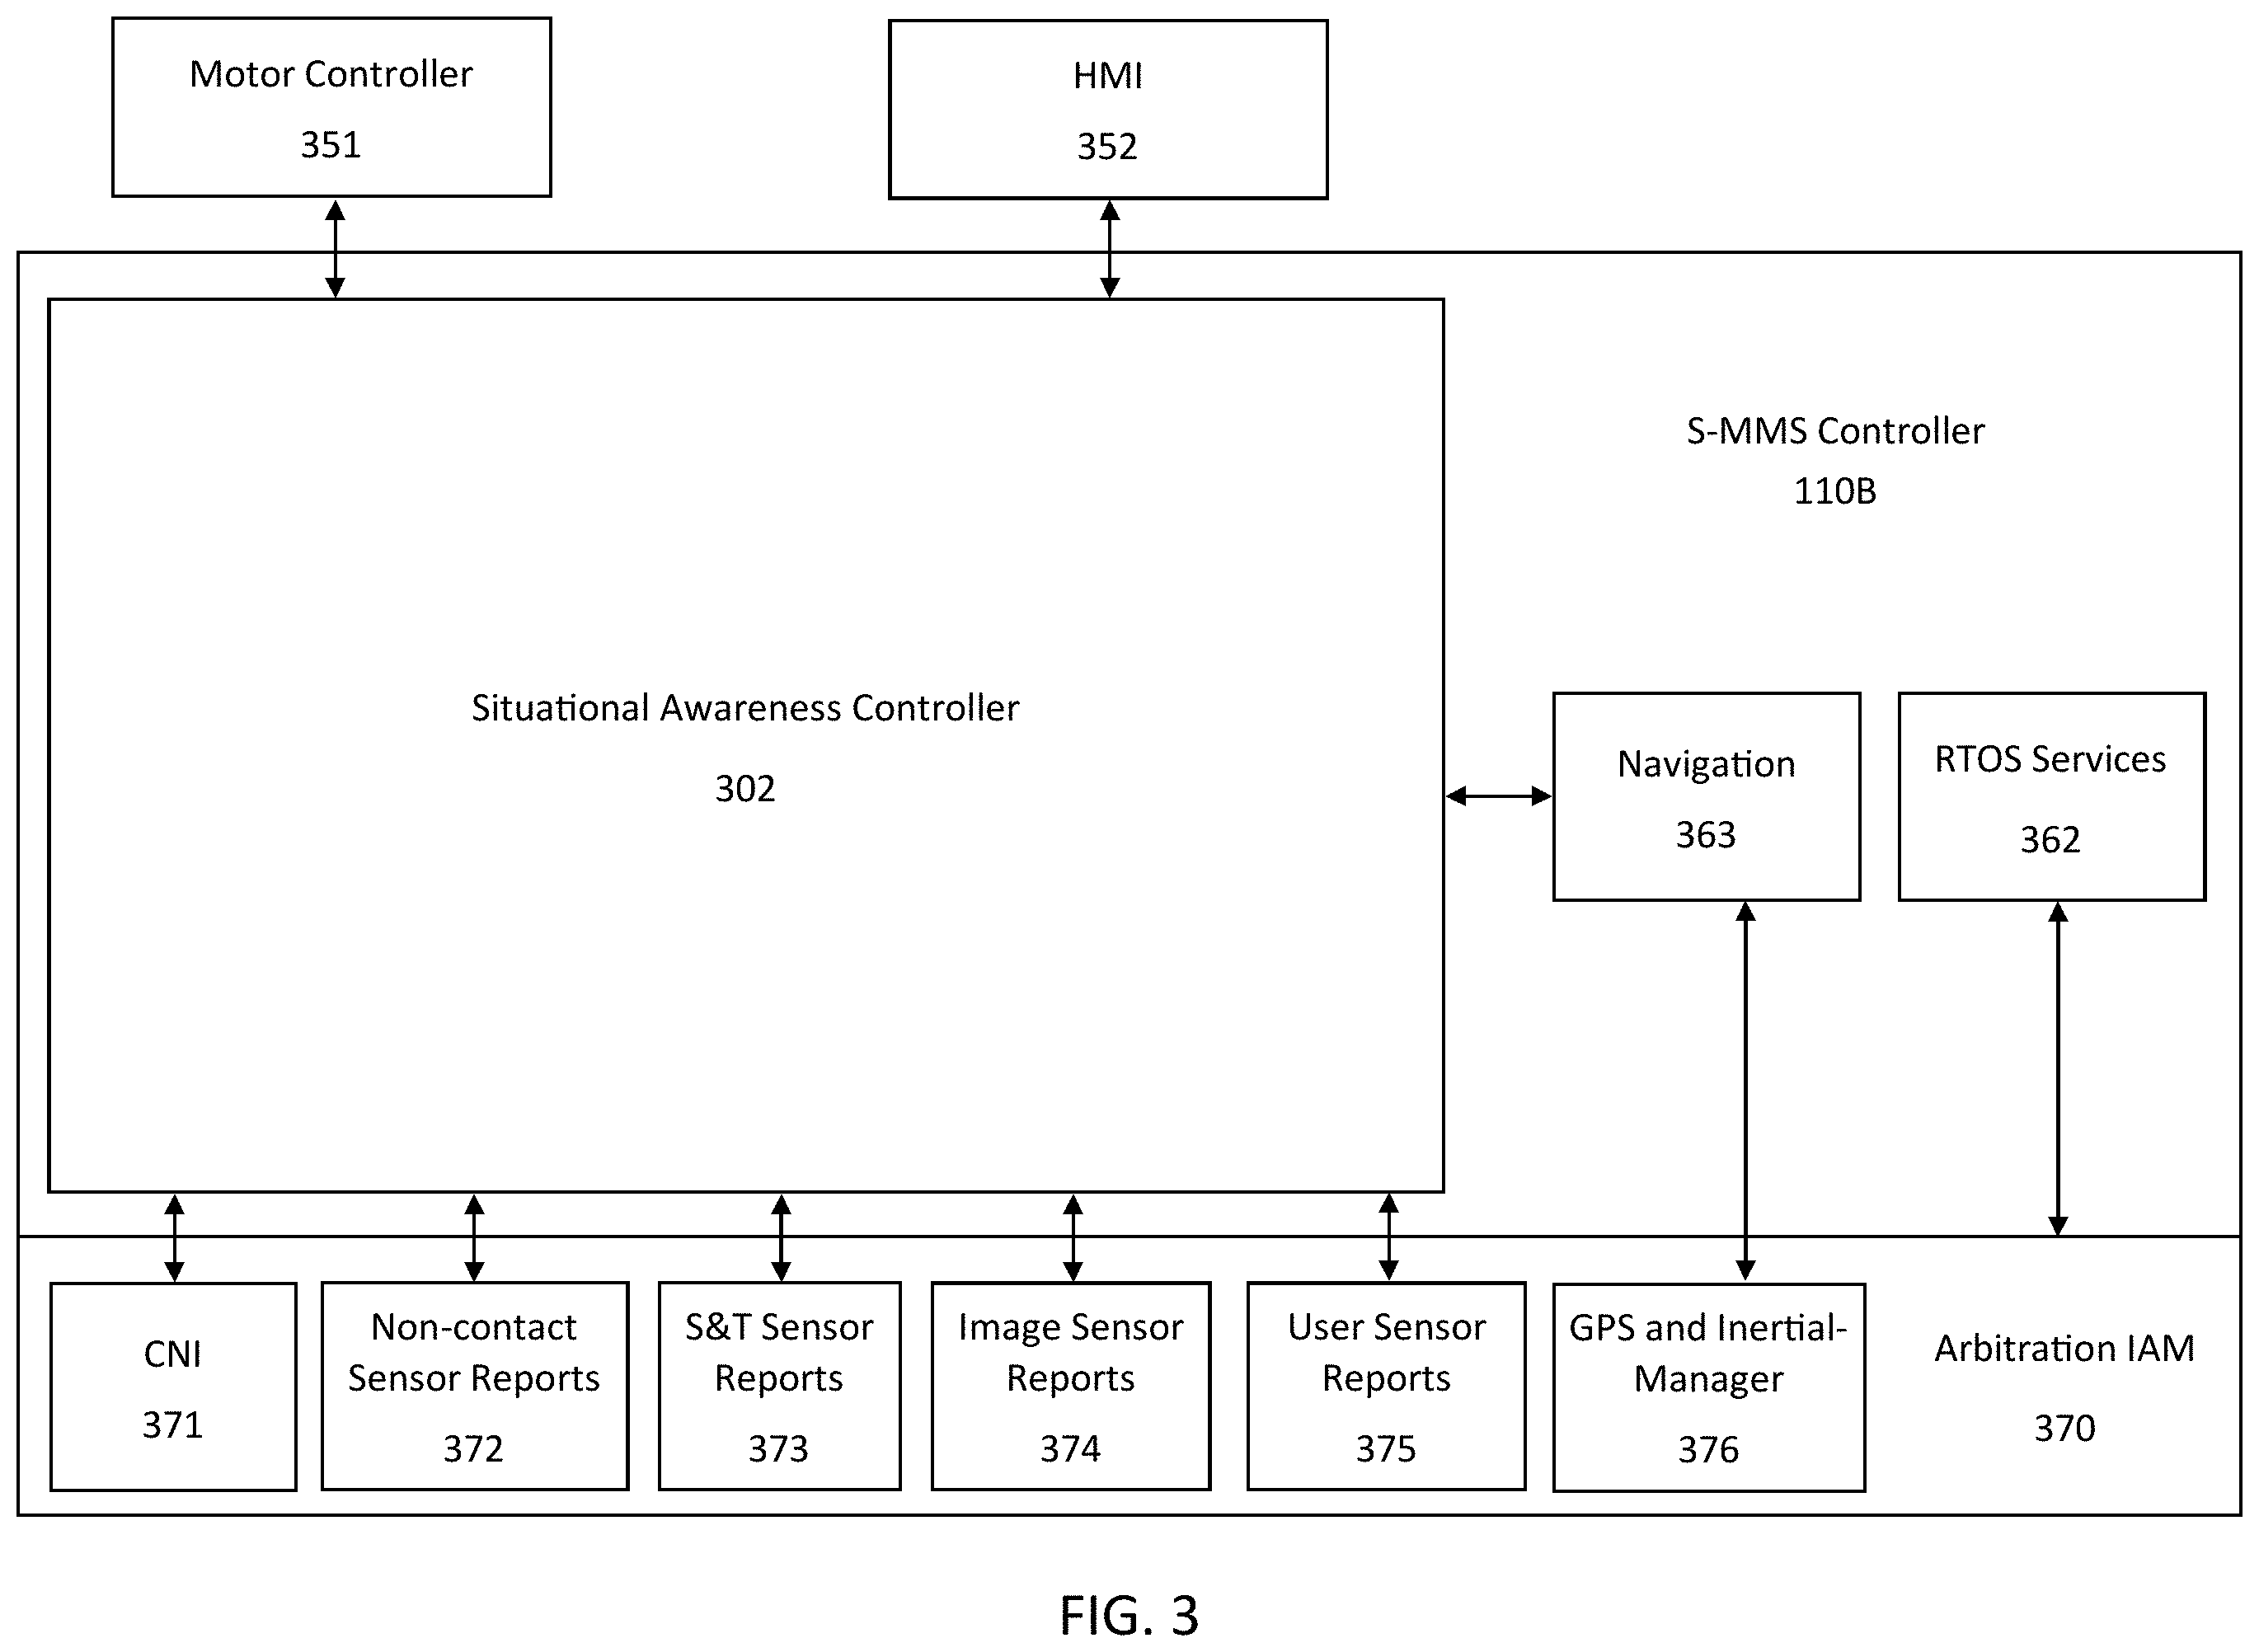 Motor Controller
351
HMI
352
S-MMS Controller
110B
Situational Awareness Controller
302
Navigation
363
RTOS Services
362
CNI
371
Non-contact
Sensor Reports
372
S&T Sensor
Reports
373
Image Sensor
Reports
374
User Sensor
Reports
375
GPS and Inertial-
Manager
376
Arbitration IAM
370
FIG. 3